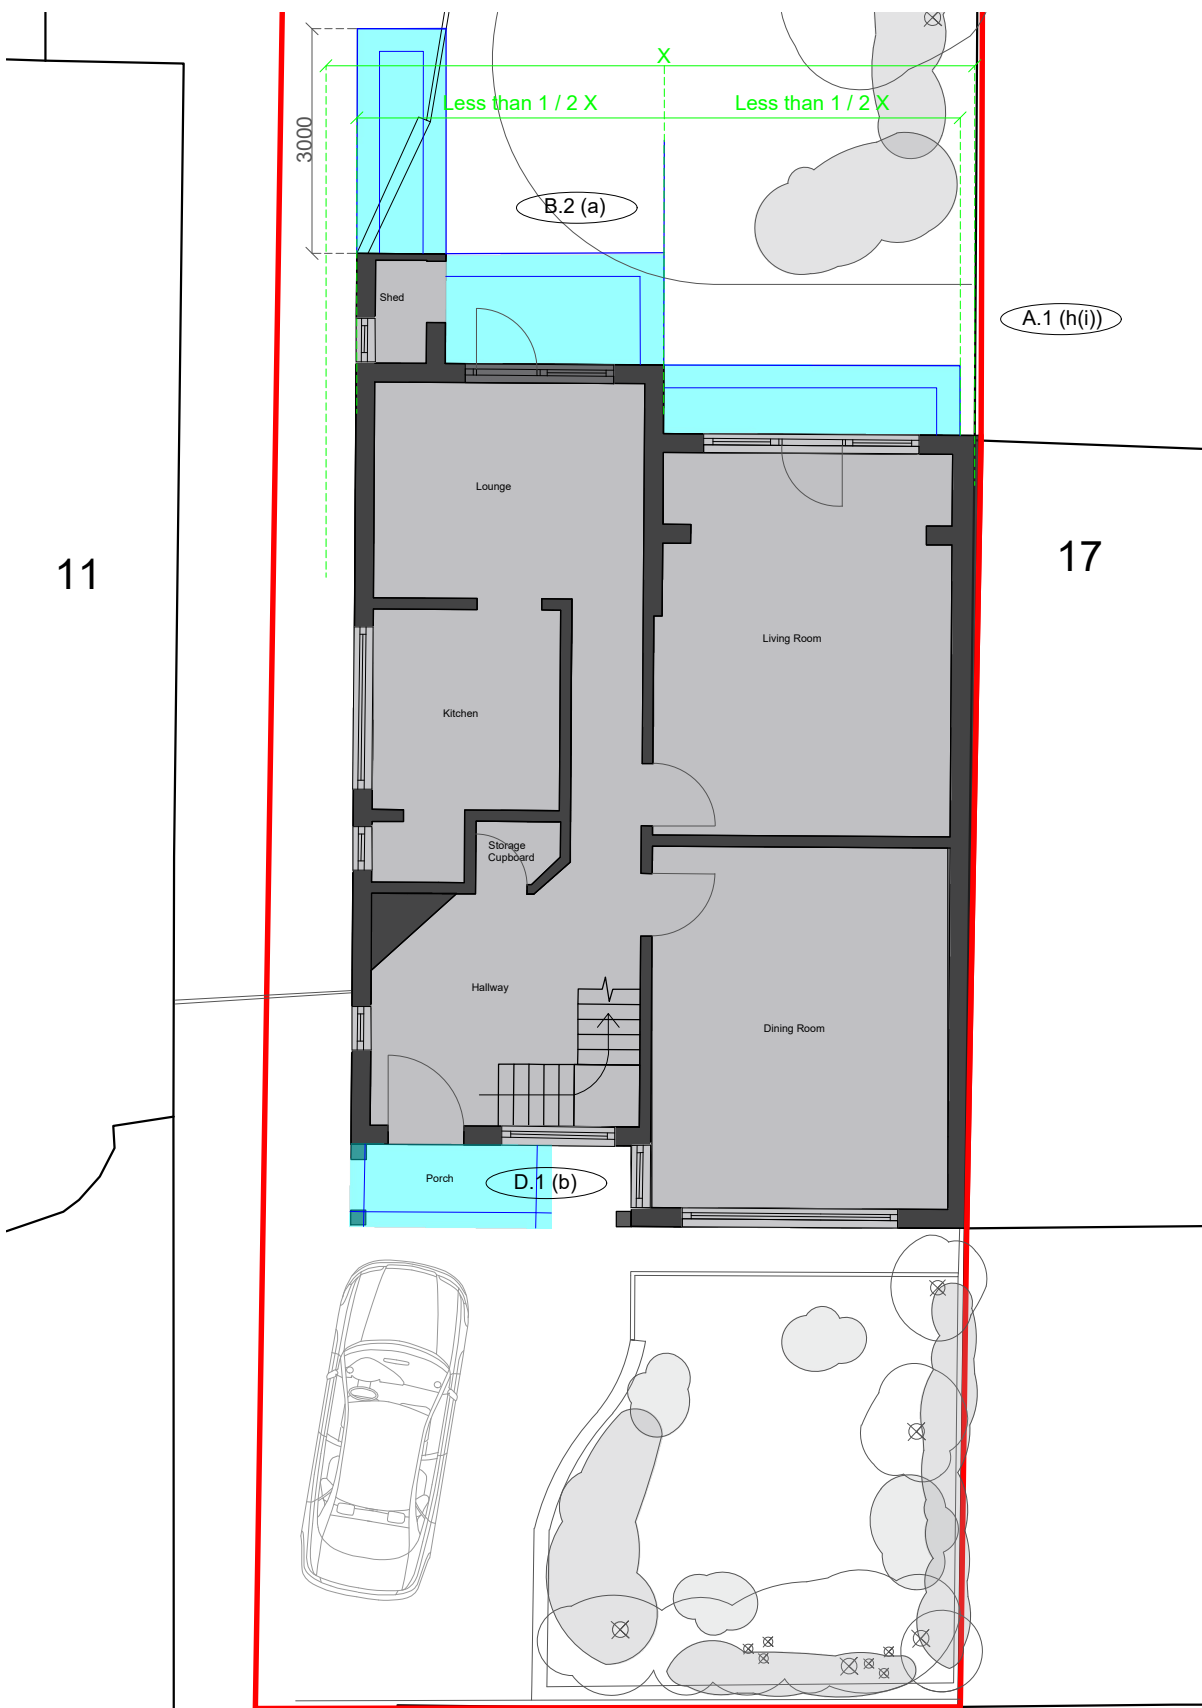 X
Less than 1 / 2 X
Less than 1 / 2 X
3000
B.2 (a)
Shed
A.1 (h(i))
Lounge
11
17
Living Room
Kitchen
Storage
Cupboard
Hallway
Dining Room
Porch
D.1 (b)